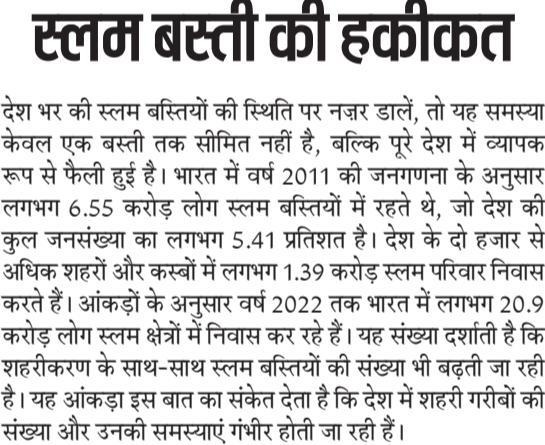 स्लम बस्ती की हकीकत
देश भर की स्लम बस्तियों की स्थिति पर नज़र डालें, तो यह समस्या
केवल एक बस्ती तक सीमित नहीं है, बल्कि पूरे देश में व्यापक
रूप से फैली हुई है। भारत में वर्ष 2011 की जनगणना के अनुसार
लगभग 6.55 करोड़ लोग स्लम बस्तियों में रहते थे, जो देश की
कुल जनसंख्या का लगभग 5.41 प्रतिशत है। देश के दो हजार से
अधिक शहरों और कस्बों में लगभग 1.39 करोड़ स्लम परिवार निवास
करते हैं। आंकड़ों के अनुसार वर्ष 2022 तक भारत में लगभग 20.9
करोड़ लोग स्लम क्षेत्रों में निवास कर रहे हैं। यह संख्या दर्शाती है कि
शहरीकरण के साथ-साथ स्लम बस्तियों की संख्या भी बढ़ती जा रही
है। यह आंकड़ा इस बात का संकेत देता है कि देश में शहरी गरीबों की
संख्या और उनकी समस्याएं गंभीर होती जा रही हैं।